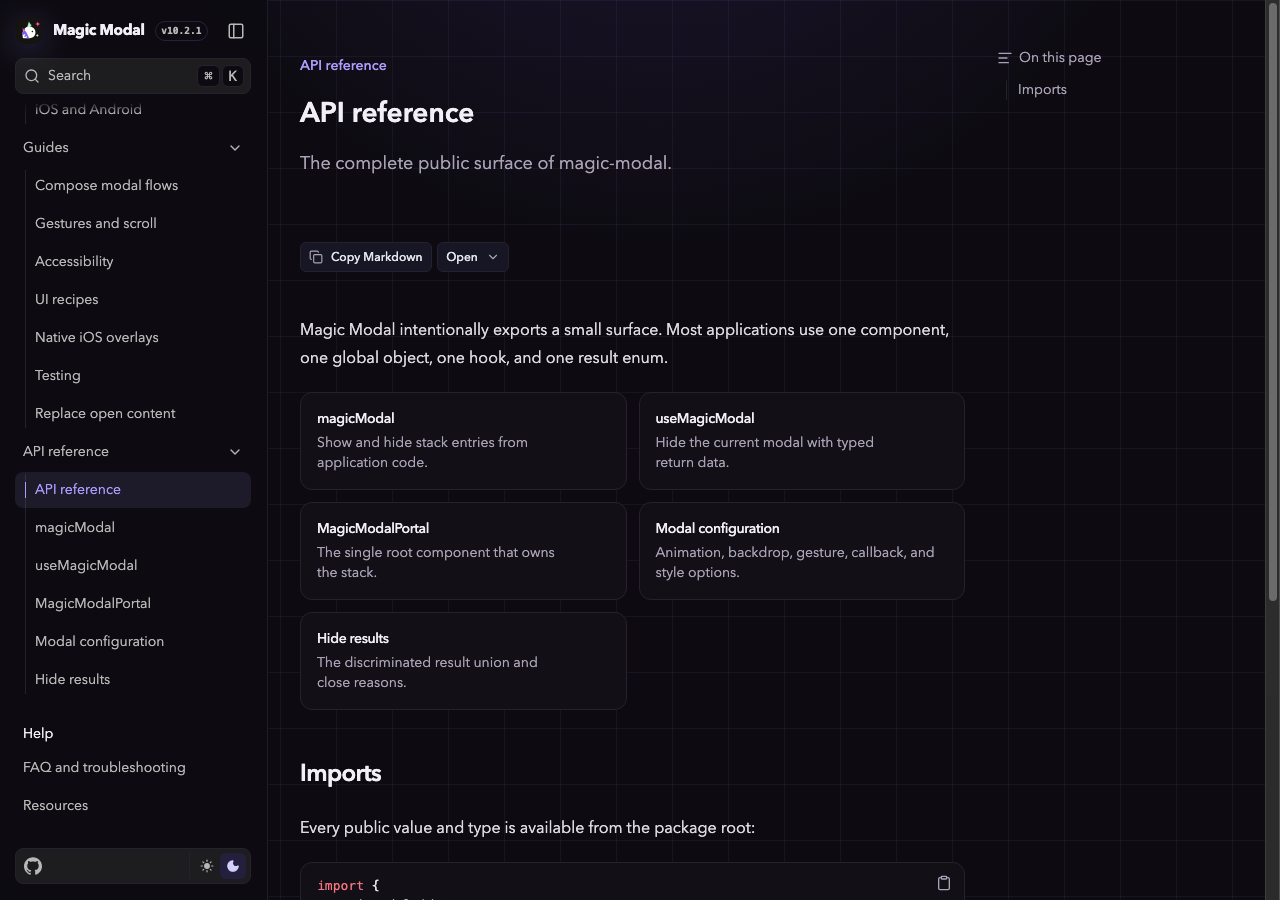 Magic Modal
v10.2.1
Search
⌘ K
iOS and Android
Guides
Compose modal flows
Gestures and scroll
Accessibility
UI recipes
Native iOS overlays
Testing
Replace open content
API reference
API reference
magicModal
useMagicModal
MagicModalPortal
Modal configuration
Hide results
Help
FAQ and troubleshooting
Resources
API reference
API reference
The complete public surface of magic-modal.
Copy Markdown
Open
Magic Modal intentionally exports a small surface. Most applications use one component,
one global object, one hook, and one result enum.
magicModal
Show and hide stack entries from
application code.
useMagicModal
Hide the current modal with typed
return data.
MagicModalPortal
The single root component that owns
the stack.
Modal configuration
Animation, backdrop, gesture, callback, and
style options.
Hide results
The discriminated result union and
close reasons.
Imports
Every public value and type is available from the package root:
import {
On this page
Imports